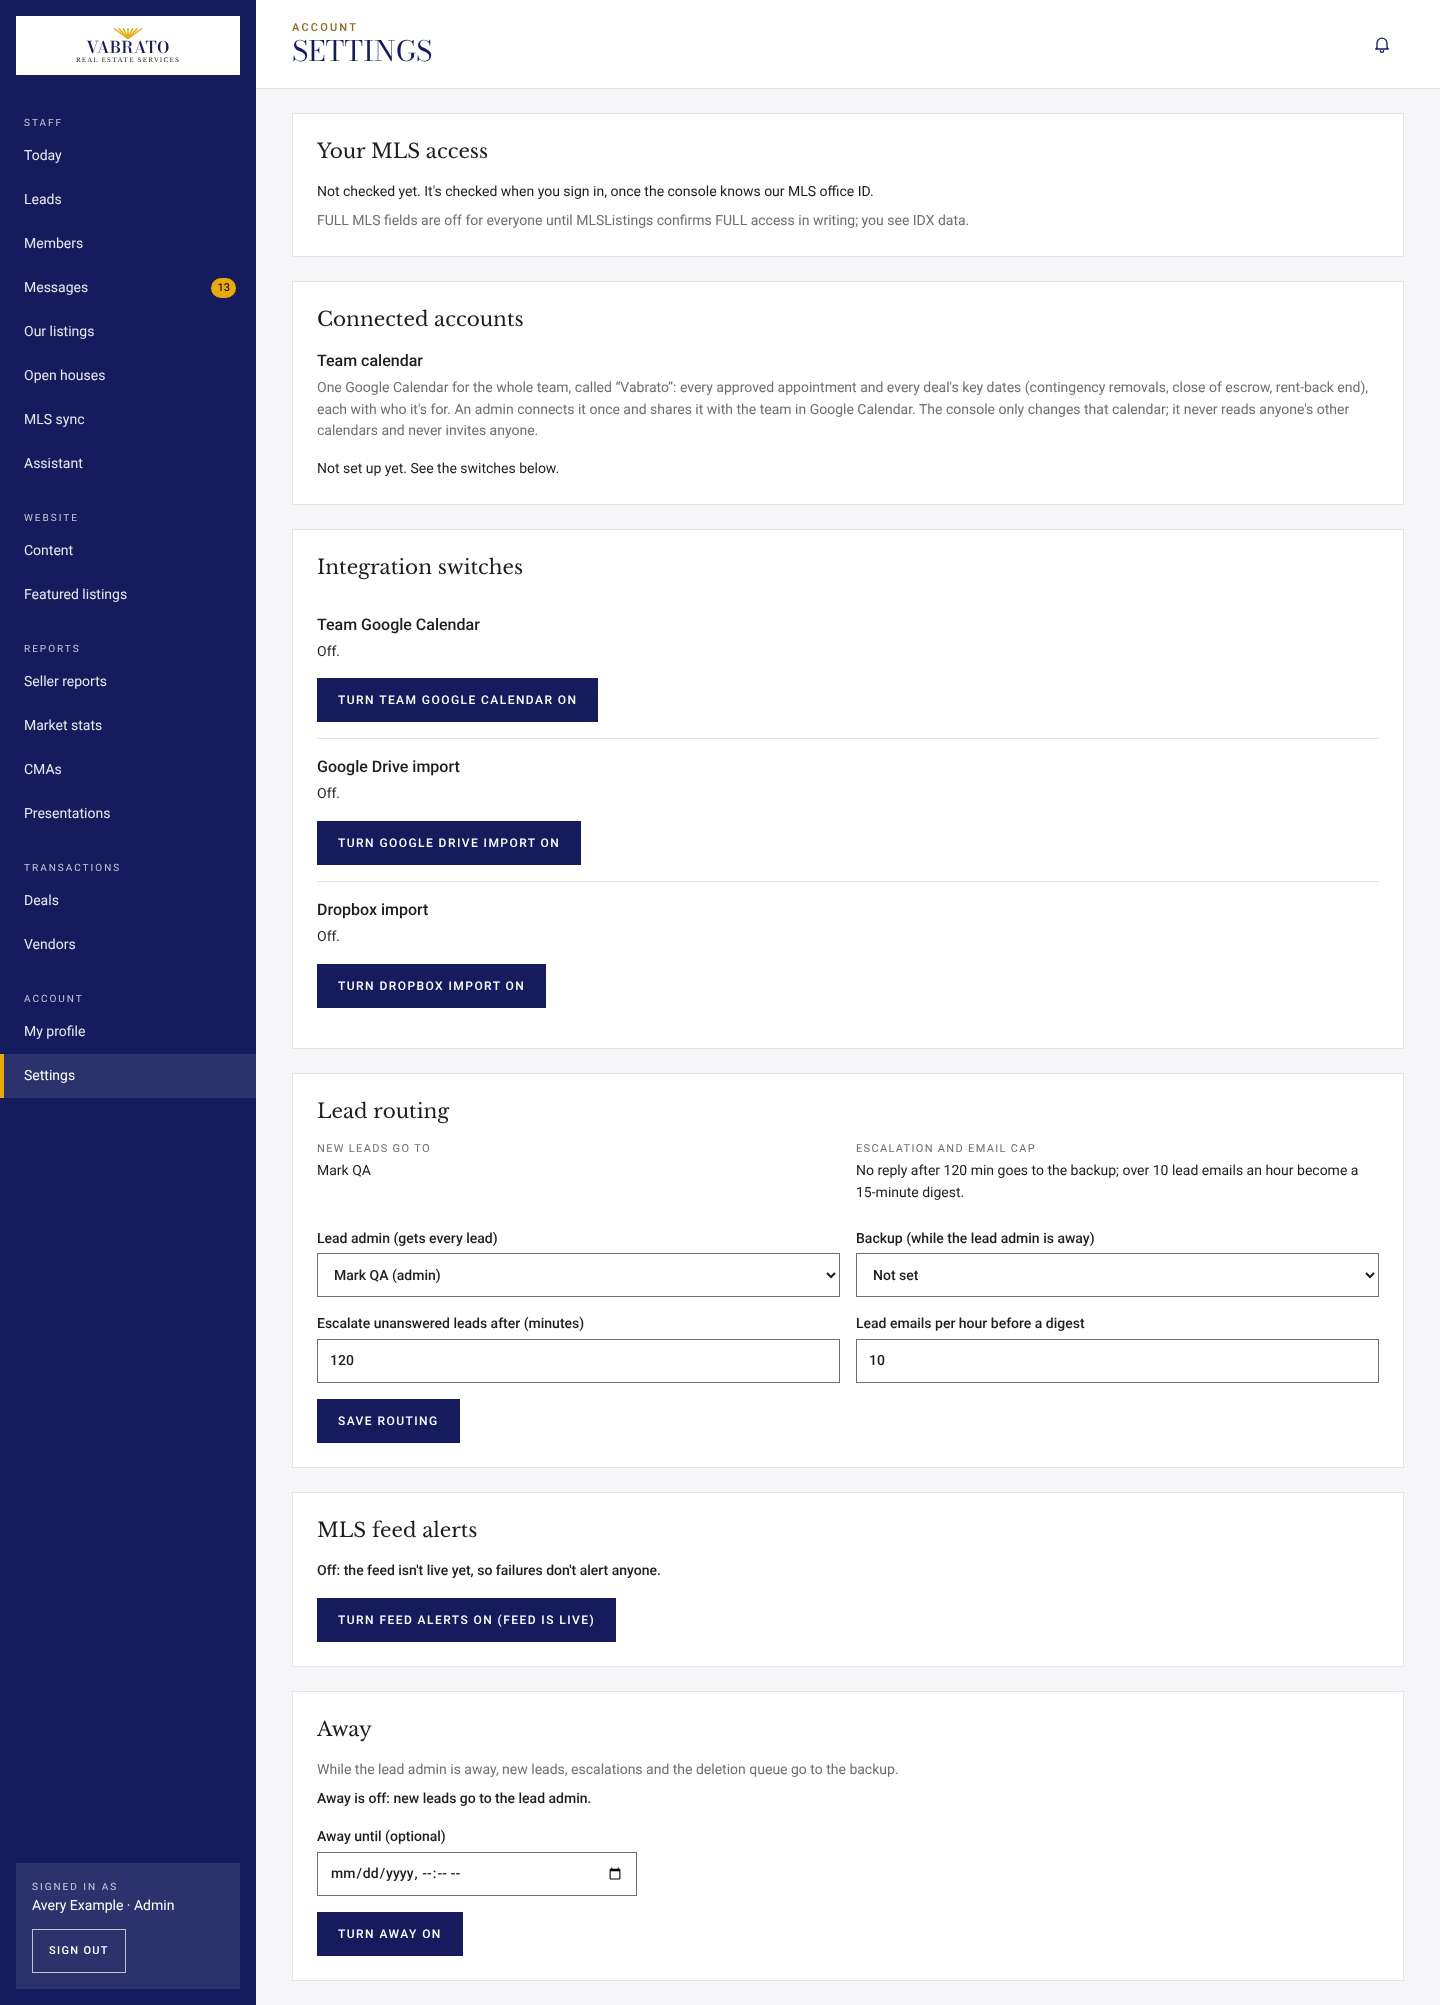 VABRATO
REAL ESTATE SERVICES
STAFF
Today
Leads
Members
Messages
13
Our listings
Open houses
MLS sync
Assistant
WEBSITE
Content
Featured listings
REPORTS
Seller reports
Market stats
CMAs
Presentations
TRANSACTIONS
Deals
Vendors
ACCOUNT
My profile
Settings
SIGNED IN AS
Avery Example · Admin
SIGN OUT
ACCOUNT
SETTINGS
Your MLS access
Not checked yet. It's checked when you sign in, once the console knows our MLS office ID.
FULL MLS fields are off for everyone until MLSListings confirms FULL access in writing; you see IDX data.
Connected accounts
Team calendar
One Google Calendar for the whole team, called “Vabrato”: every approved appointment and every deal's key dates (contingency removals, close of escrow, rent-back end),
each with who it's for. An admin connects it once and shares it with the team in Google Calendar. The console only changes that calendar; it never reads anyone's other
calendars and never invites anyone.
Not set up yet. See the switches below.
Integration switches
Team Google Calendar
Off.
TURN TEAM GOOGLE CALENDAR ON
Google Drive import
Off.
TURN GOOGLE DRIVE IMPORT ON
Dropbox import
Off.
TURN DROPBOX IMPORT ON
Lead routing
NEW LEADS GO TO
Mark QA
ESCALATION AND EMAIL CAP
No reply after 120 min goes to the backup; over 10 lead emails an hour become a
15-minute digest.
Lead admin (gets every lead)
Mark QA (admin)
Backup (while the lead admin is away)
Not set
Escalate unanswered leads after (minutes)
120
Lead emails per hour before a digest
10
SAVE ROUTING
MLS feed alerts
Off: the feed isn't live yet, so failures don't alert anyone.
TURN FEED ALERTS ON (FEED IS LIVE)
Away
While the lead admin is away, new leads, escalations and the deletion queue go to the backup.
Away is off: new leads go to the lead admin.
Away until (optional)
mm/dd/yyyy, --:-- --
TURN AWAY ON